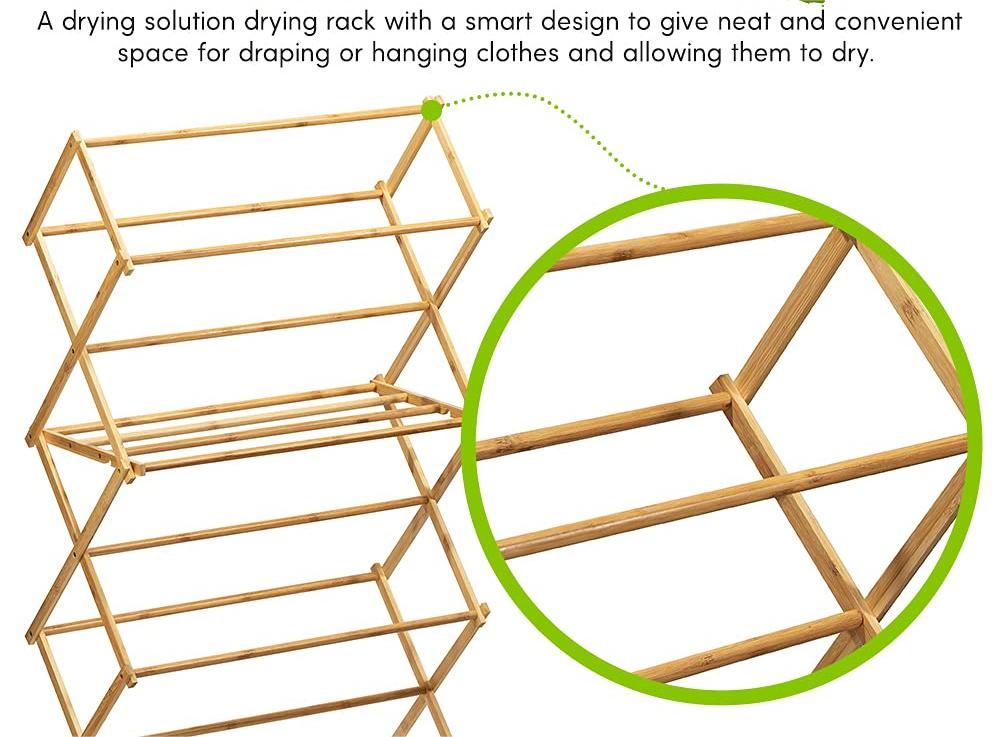 A drying solution drying rack with a smart design to give neat and convenient
space for draping or hanging clothes and allowing them to dry.